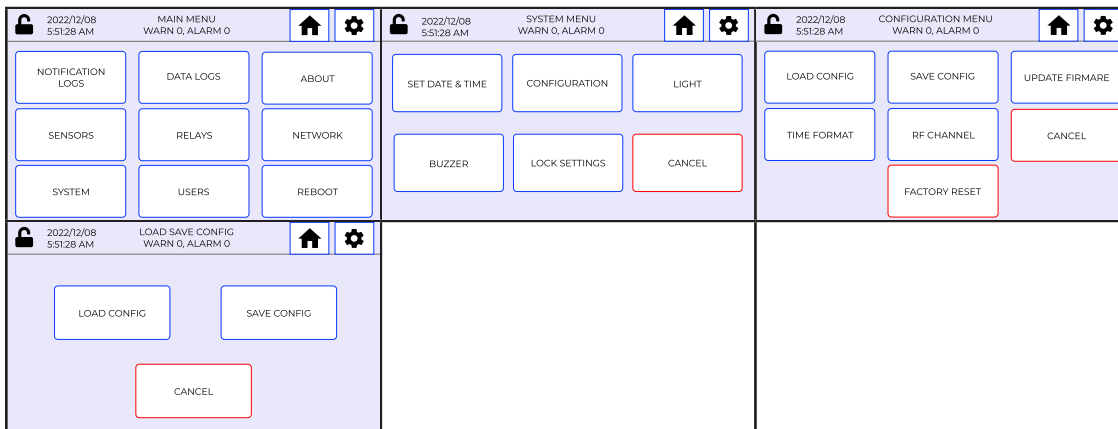 2022/12/08
5:51:28 AM
MAIN MENU
WARN 0, ALARM 0
NOTIFICATION
LOGS
DATA LOGS
ABOUT
SENSORS
RELAYS
NETWORK
SYSTEM
USERS
REBOOT
2022/12/08
5:51:28 AM
SYSTEM MENU
WARN 0, ALARM 0
SET DATE & TIME
CONFIGURATION
LIGHT
BUZZER
LOCK SETTINGS
CANCEL
2022/12/08
5:51:28 AM
CONFIGURATION MENU
WARN 0, ALARM 0
LOAD CONFIG
SAVE CONFIG
UPDATE FIRMARE
TIME FORMAT
RF CHANNEL
CANCEL
FACTORY RESET
2022/12/08
5:51:28 AM
LOAD SAVE CONFIG
WARN 0, ALARM 0
LOAD CONFIG
SAVE CONFIG
CANCEL